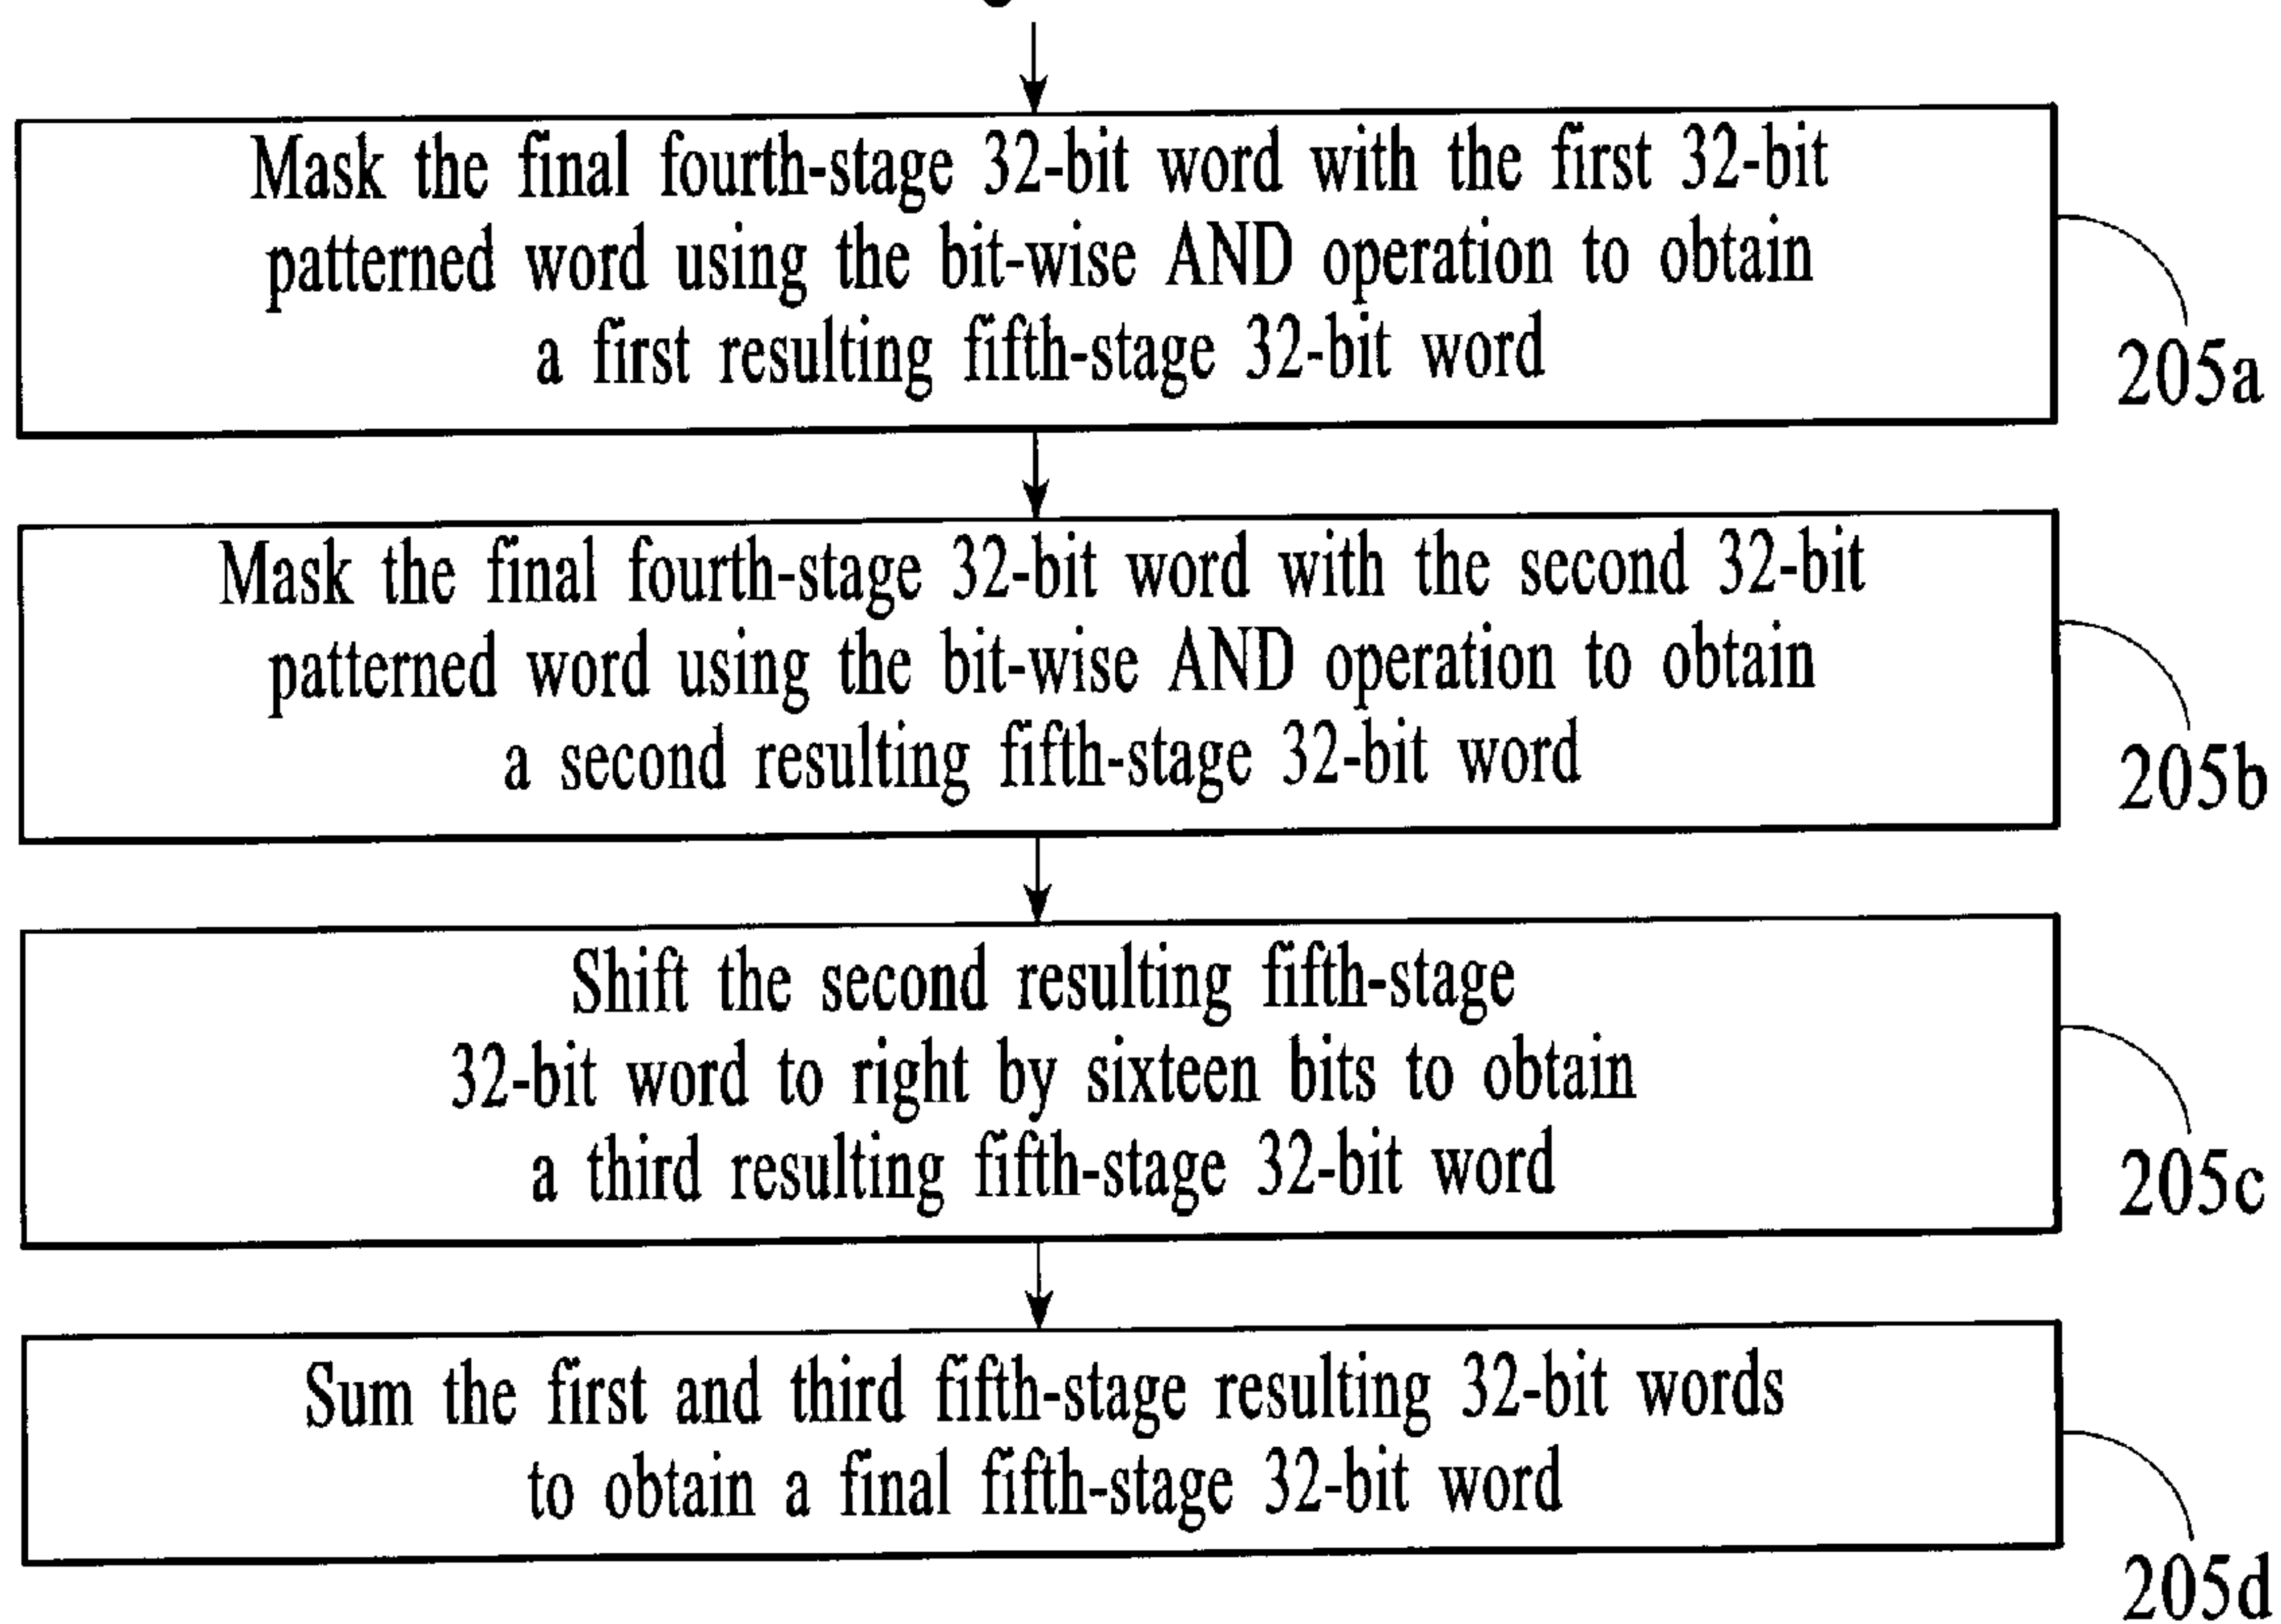 Mask the final fourth-stage 32-bit word with the first 32-bit
patterned word using the bit-wise AND operation to obtain
a first resulting fifth-stage 32-bit word
205a
Mask the final fourth-stage 32-bit word with the second 32-bit
patterned word using the bit-wise AND operation to obtain
a second resulting fifth-stage 32-bit word
205b
Shift the second resulting fifth-stage
32-bit word to right by sixteen bits to obtain
a third resulting fifth-stage 32-bit word
205c
Sum the first and third fifth-stage resulting 32-bit words
to obtain a final fifth-stage 32-bit word
205d